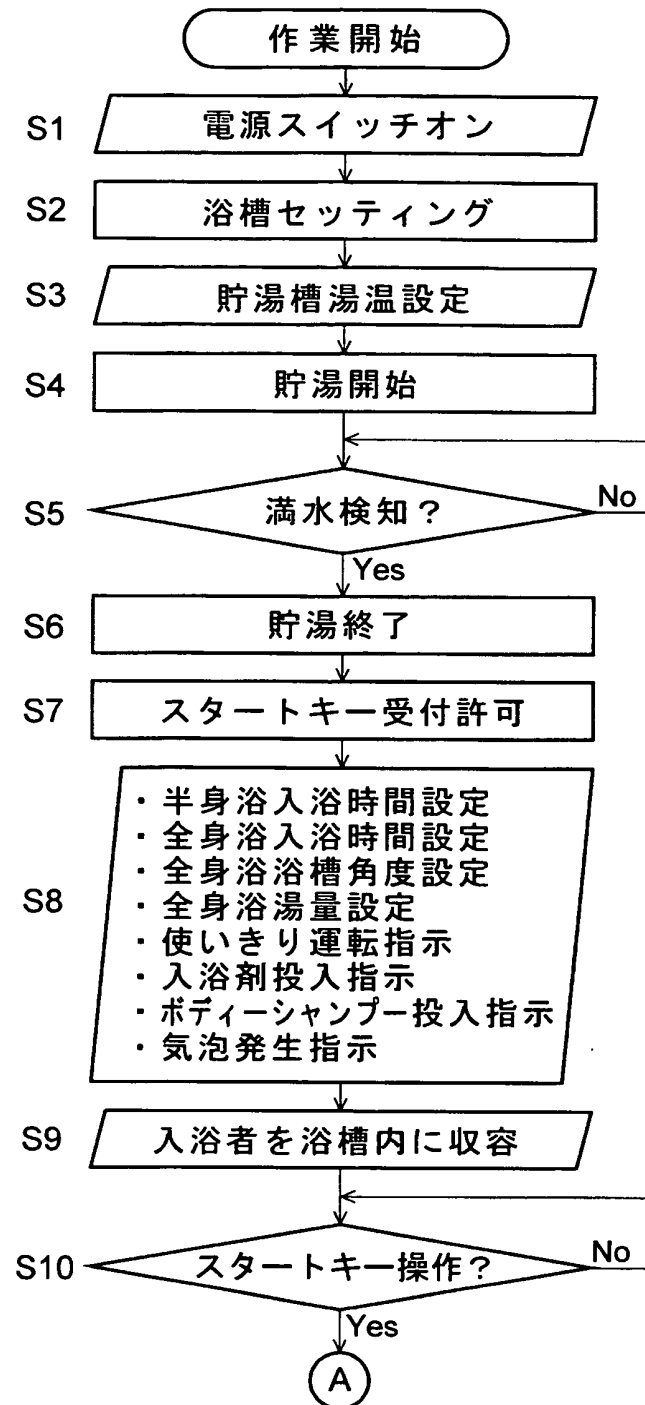 作業開始
S1 電源スイッチオン
S2 浴槽セッティング
S3 貯湯槽湯温設定
S4 貯湯開始
S5 満水検知? No
Yes
S6 貯湯終了
S7 スタートキー受付許可
・半身浴入浴時間設定
・全身浴入浴時間設定
・全身浴浴槽角度設定
S8 ・全身浴湯量設定
・使いきり運転指示
・入浴剤投入指示
・ボディーシャンプー投入指示
・気泡発生指示
S9 入浴者を浴槽内に収容
S10 スタートキー操作? No
Yes
A